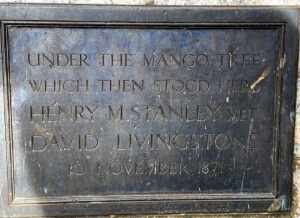 UNDER THE MANGO TREE
WHICH THEN STOOD HERE
HENRY M. STANLEY MET
DAVID LIVINGSTONE
10 NOVEMBER 1871